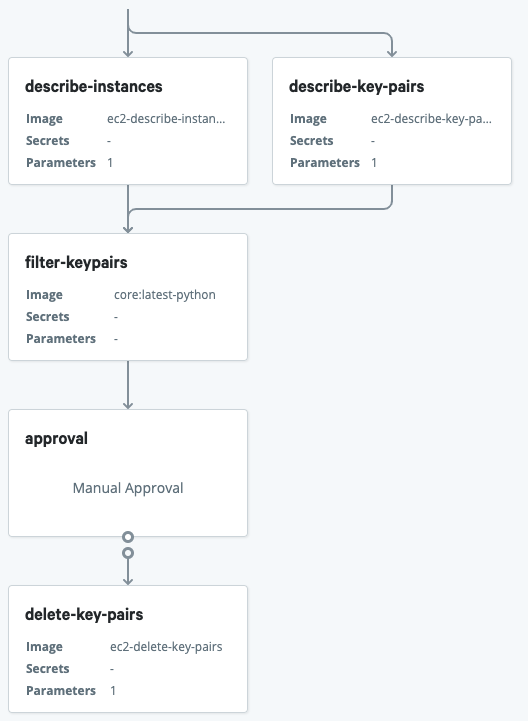 describe-instances
Image ec2-describe-instan...
Secrets -
Parameters 1
describe-key-pairs
Image ec2-describe-key-pa...
Secrets -
Parameters 1
filter-keypairs
Image core:latest-python
Secrets -
Parameters -
approval
Manual Approval
delete-key-pairs
Image ec2-delete-key-pairs
Secrets -
Parameters 1